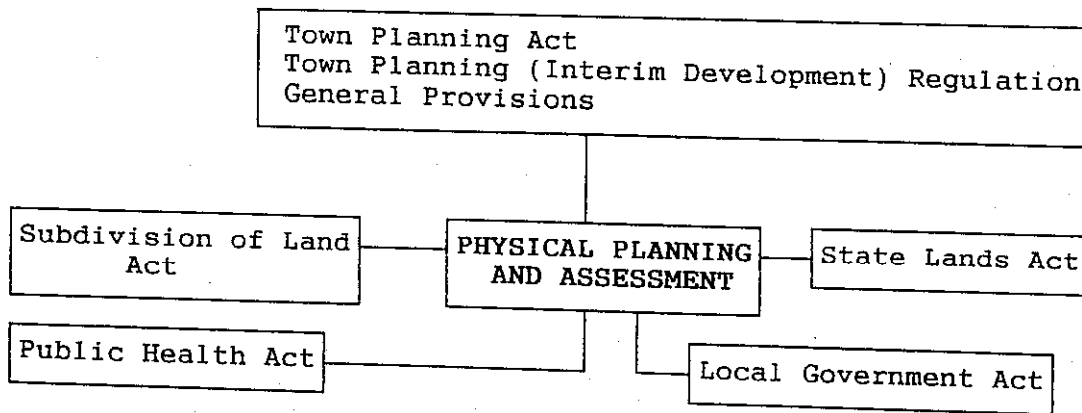 Town Planning Act
Town Planning (Interim Development) Regulation
General Provisions
Subdivision of Land
Act
PHYSICAL PLANNING
AND ASSESSMENT
State Lands Act
Public Health Act
Local Government Act